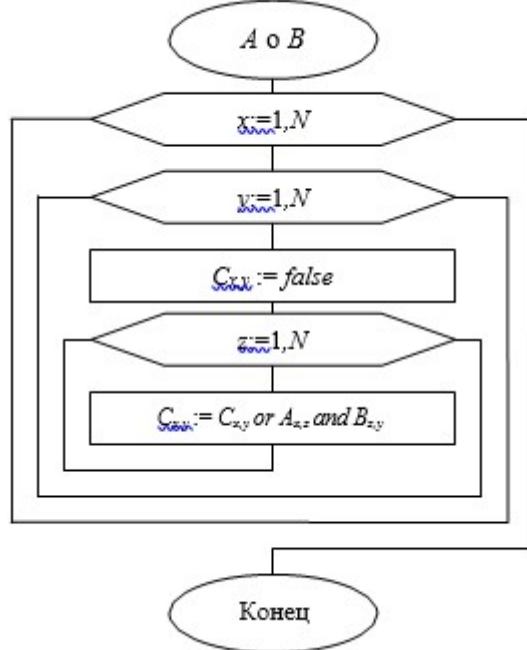 A o B
x:=1,N
y:=1,N
Cx,y := false
z:=1,N
Cx,y := Cx,y or Ax,z and Bz,y
Конец